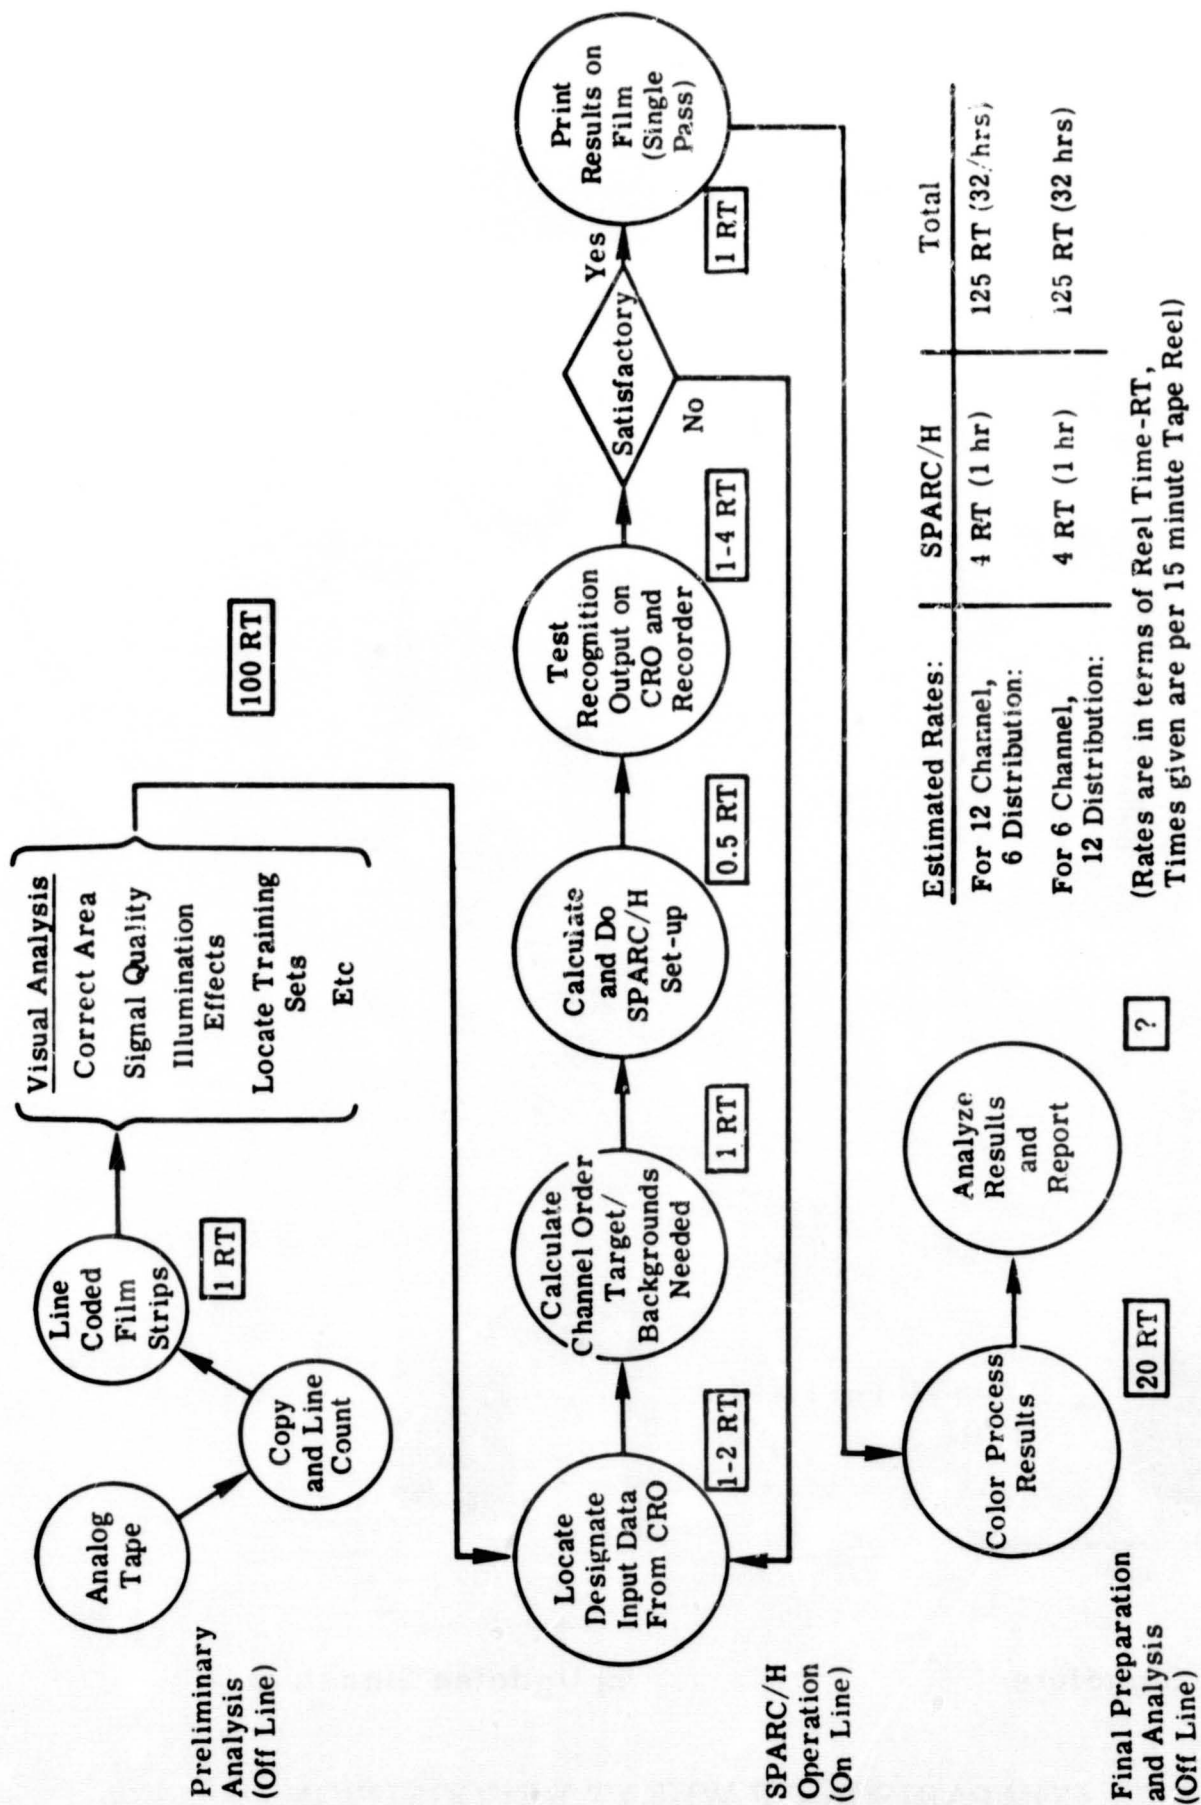 Preliminary
Analysis
(Off Line)
Analog
Tape
Copy
and Line
Count
Line
Coded
Film
Strips
1 RT
Visual Analysis
Correct Area
Signal Quality
Illumination
Effects
Locate Training
Sets
Etc
100 RT
SPARC/H
Operation
(On Line)
Locate
Designate
Input Data
From CRO
1-2 RT
Calculate
Channel Order
Target/
Backgrounds
Needed
1 RT
Calculate
and Do
SPARC/H
Set-up
0.5 RT
Test
Recognition
Output on
CRO and
Recorder
1-4 RT
Satisfactory
Yes
No
Print
Results on
Film
(Single
Pass)
1 RT
Final Preparation
and Analysis
(Off Line)
Color Process
Results
20 RT
Analyze
Results
and
Report
?
Estimated Rates: SPARC/H Total
For 12 Channel, 4 RT (1 hr) 125 RT (32/hrs)
6 Distribution:
For 6 Channel, 4 RT (1 hr) 125 RT (32 hrs)
12 Distribution:
(Rates are in terms of Real Time-RT,
Times given are per 15 minute Tape Reel)